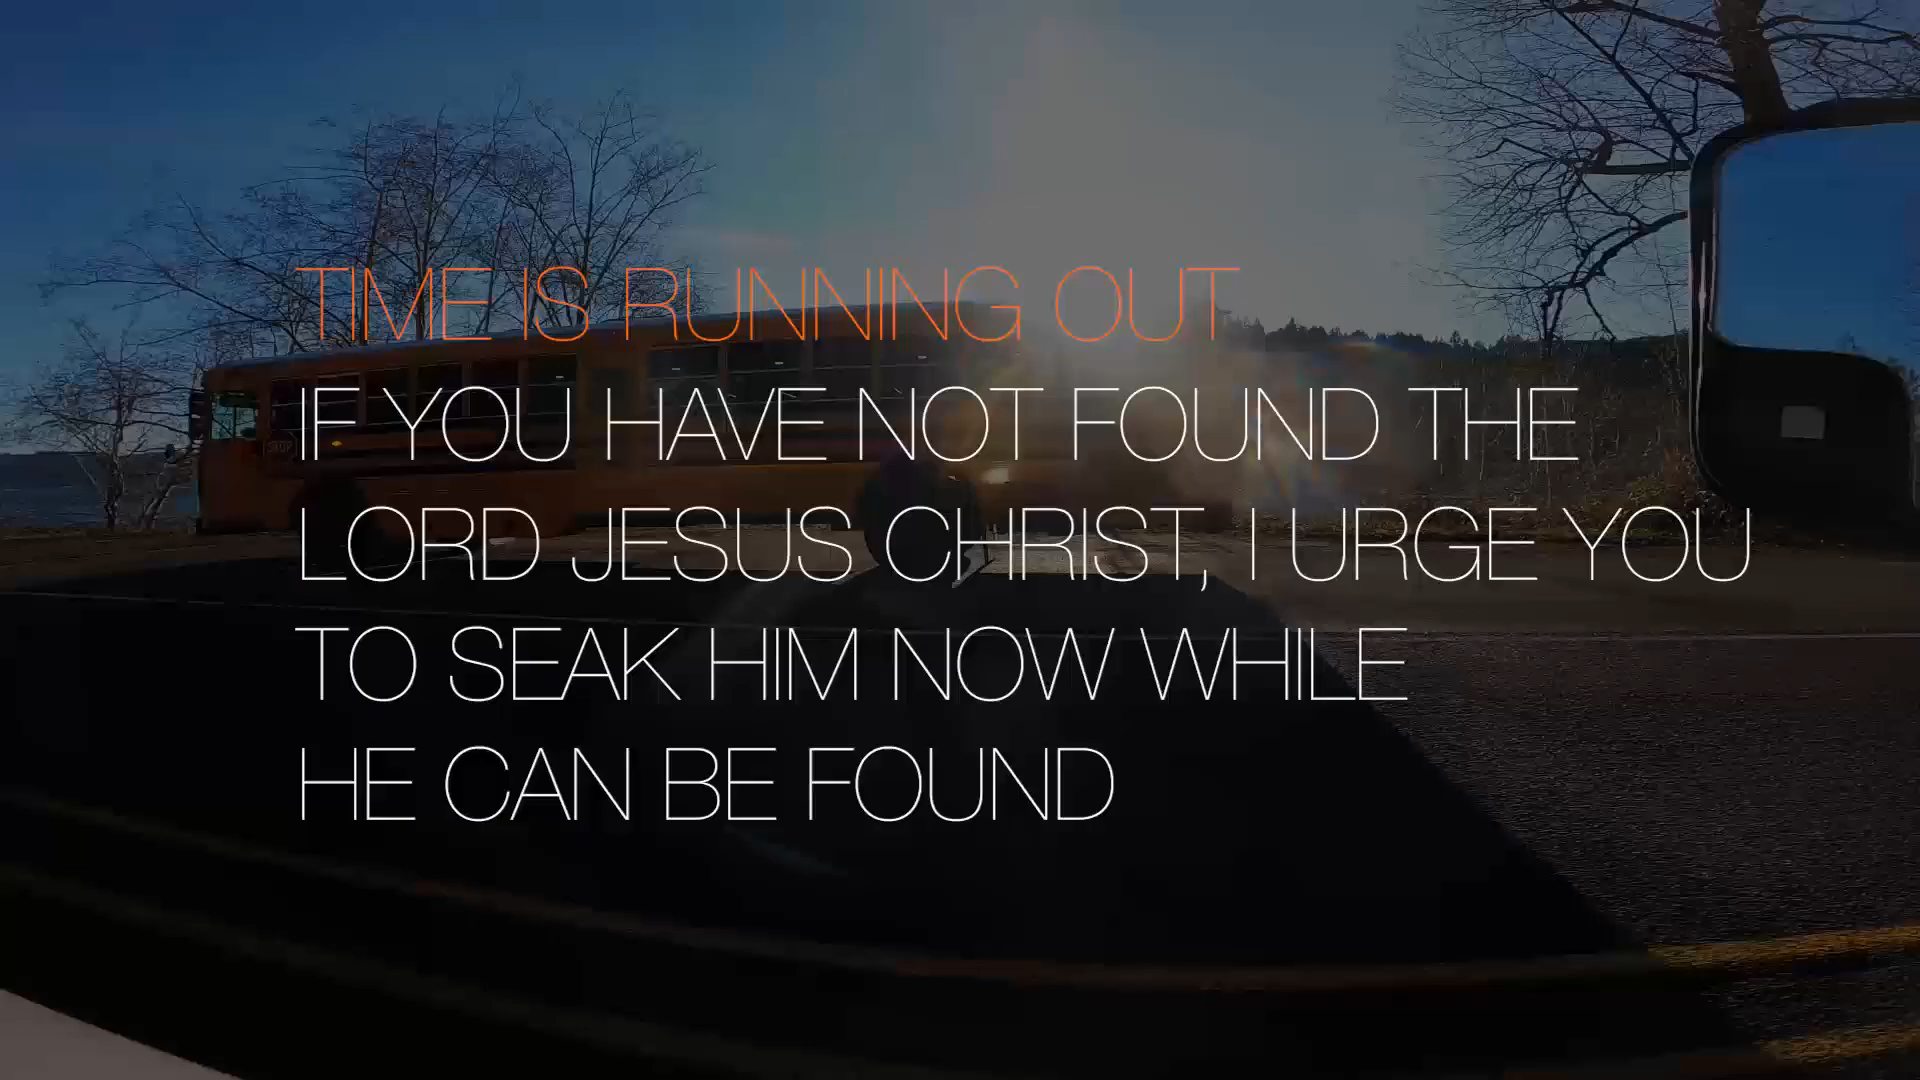 TIME IS RUNNING OUT
IF YOU HAVE NOT FOUND THE
LORD JESUS CHRIST, I URGE YOU
TO SEAK HIM NOW WHILE
HE CAN BE FOUND